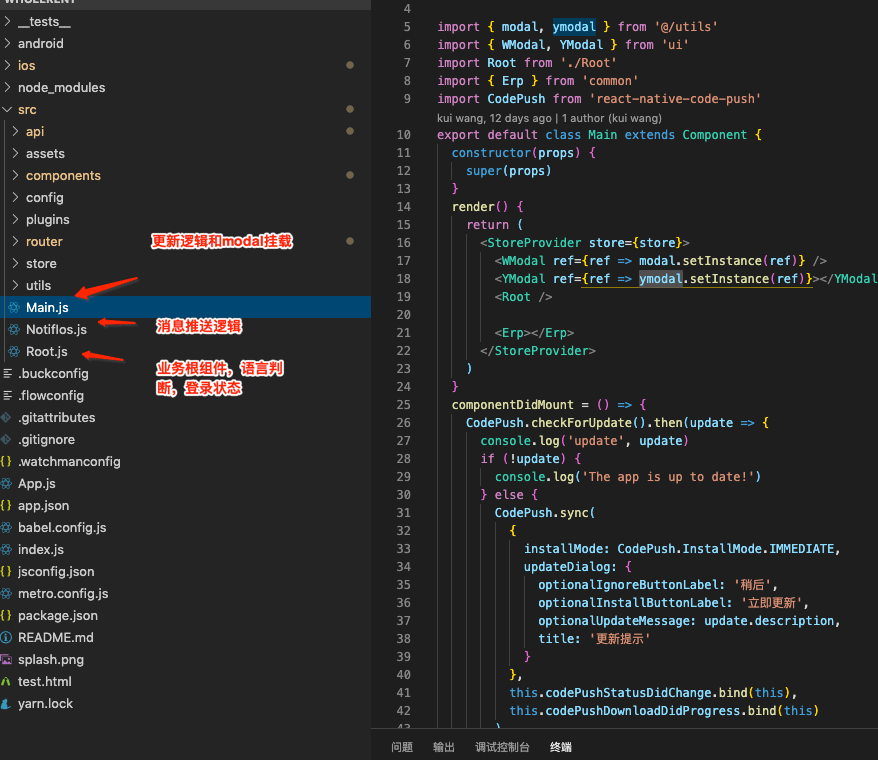 __tests__
android
ios
node_modules
src
api
assets
components
config
plugins
router
更新逻辑和modal挂载
store
utils
Main.js
Notiflos.js
消息推送逻辑
Root.js
业务根组件，语言判
断，登录状态
.buckconfig
.flowconfig
.gitattributes
.gitignore
.watchmanconfig
App.js
app.json
babel.config.js
index.js
jsconfig.json
metro.config.js
package.json
README.md
splash.png
test.html
yarn.lock
4
5 import { modal, ymodal } from '@/utils'
6 import { WModal, YModal } from 'ui'
7 import Root from './Root'
8 import { Erp } from 'common'
9 import CodePush from 'react-native-code-push'
kui wang, 12 days ago | 1 author (kui wang)
10 export default class Main extends Component {
11 constructor(props) {
12 super(props)
13 }
14 render() {
15 return (
16 <StoreProvider store={store}>
17 <WModal ref={ref => modal.setInstance(ref)} />
18 <YModal ref={ref => ymodal.setInstance(ref)}></YModal
19 <Root />
20
21 <Erp></Erp>
22 </StoreProvider>
23 )
24 }
25 componentDidMount = () => {
26 CodePush.checkForUpdate().then(update => {
27 console.log('update', update)
28 if (!update) {
29 console.log('The app is up to date!')
30 } else {
31 CodePush.sync(
32 {
33 installMode: CodePush.InstallMode.IMMEDIATE,
34 updateDialog: {
35 optionalIgnoreButtonLabel: '稍后',
36 optionalInstallButtonLabel: '立即更新',
37 optionalUpdateMessage: update.description,
38 title: '更新提示'
39 }
40 },
41 this.codePushStatusDidChange.bind(this),
42 this.codePushDownloadDidProgress.bind(this)
问题 输出 调试控制台 终端